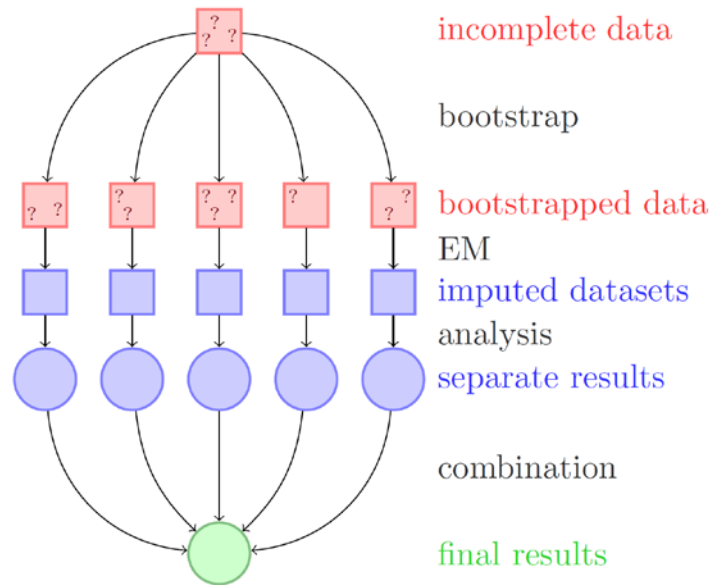 ? ? ?
incomplete data
bootstrap
? ? ? ? ? ? ? ? ? ?
bootstrapped data
EM
imputed datasets
analysis
separate results
combination
final results